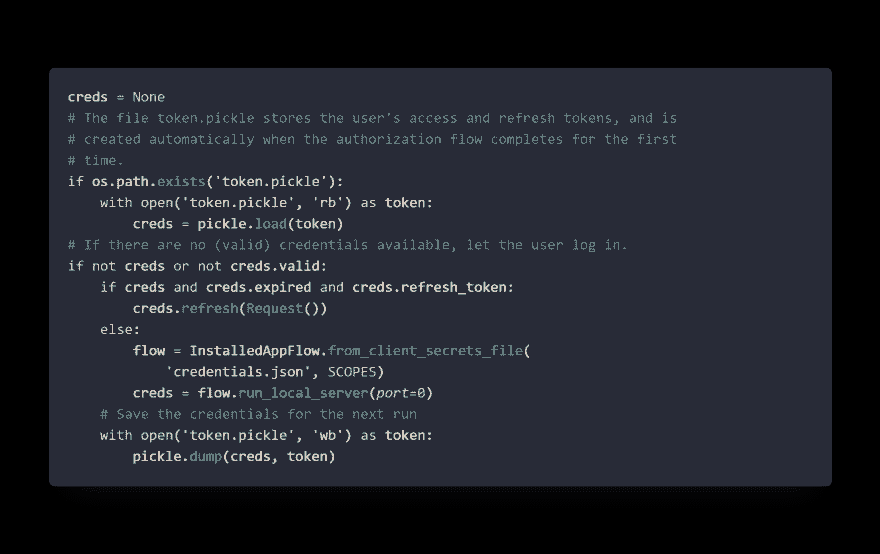 creds = None
# The file token.pickle stores the user's access and refresh tokens, and is
# created automatically when the authorization flow completes for the first
# time.
if os.path.exists('token.pickle'):
    with open('token.pickle', 'rb') as token:
        creds = pickle.load(token)
# If there are no (valid) credentials available, let the user log in.
if not creds or not creds.valid:
    if creds and creds.expired and creds.refresh_token:
        creds.refresh(Request())
    else:
        flow = InstalledAppFlow.from_client_secrets_file(
            'credentials.json', SCOPES)
        creds = flow.run_local_server(port=0)
    # Save the credentials for the next run
    with open('token.pickle', 'wb') as token:
        pickle.dump(creds, token)